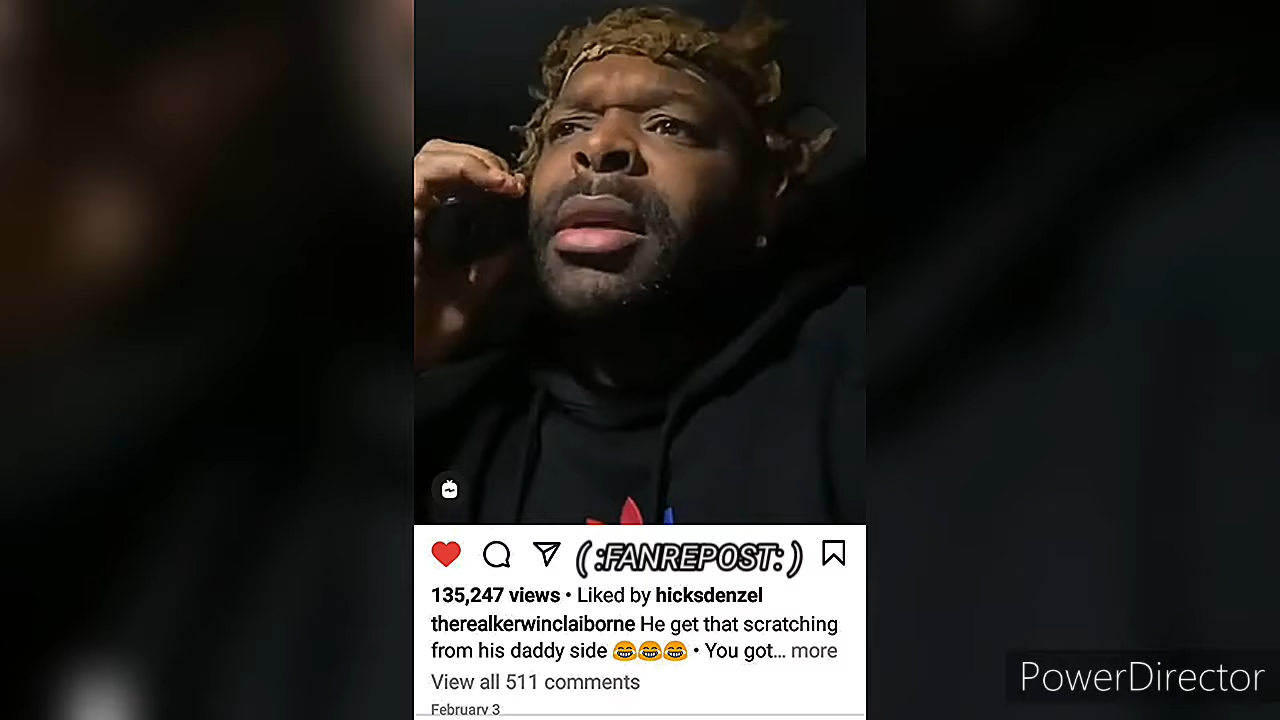 (:FANREPOST:)
135,247 views • Liked by hicksdenzel
therealkerwinclaiborne He get that scratching
from his daddy side 😂😂😂 • You got... more
View all 511 comments
February 3
PowerDirector